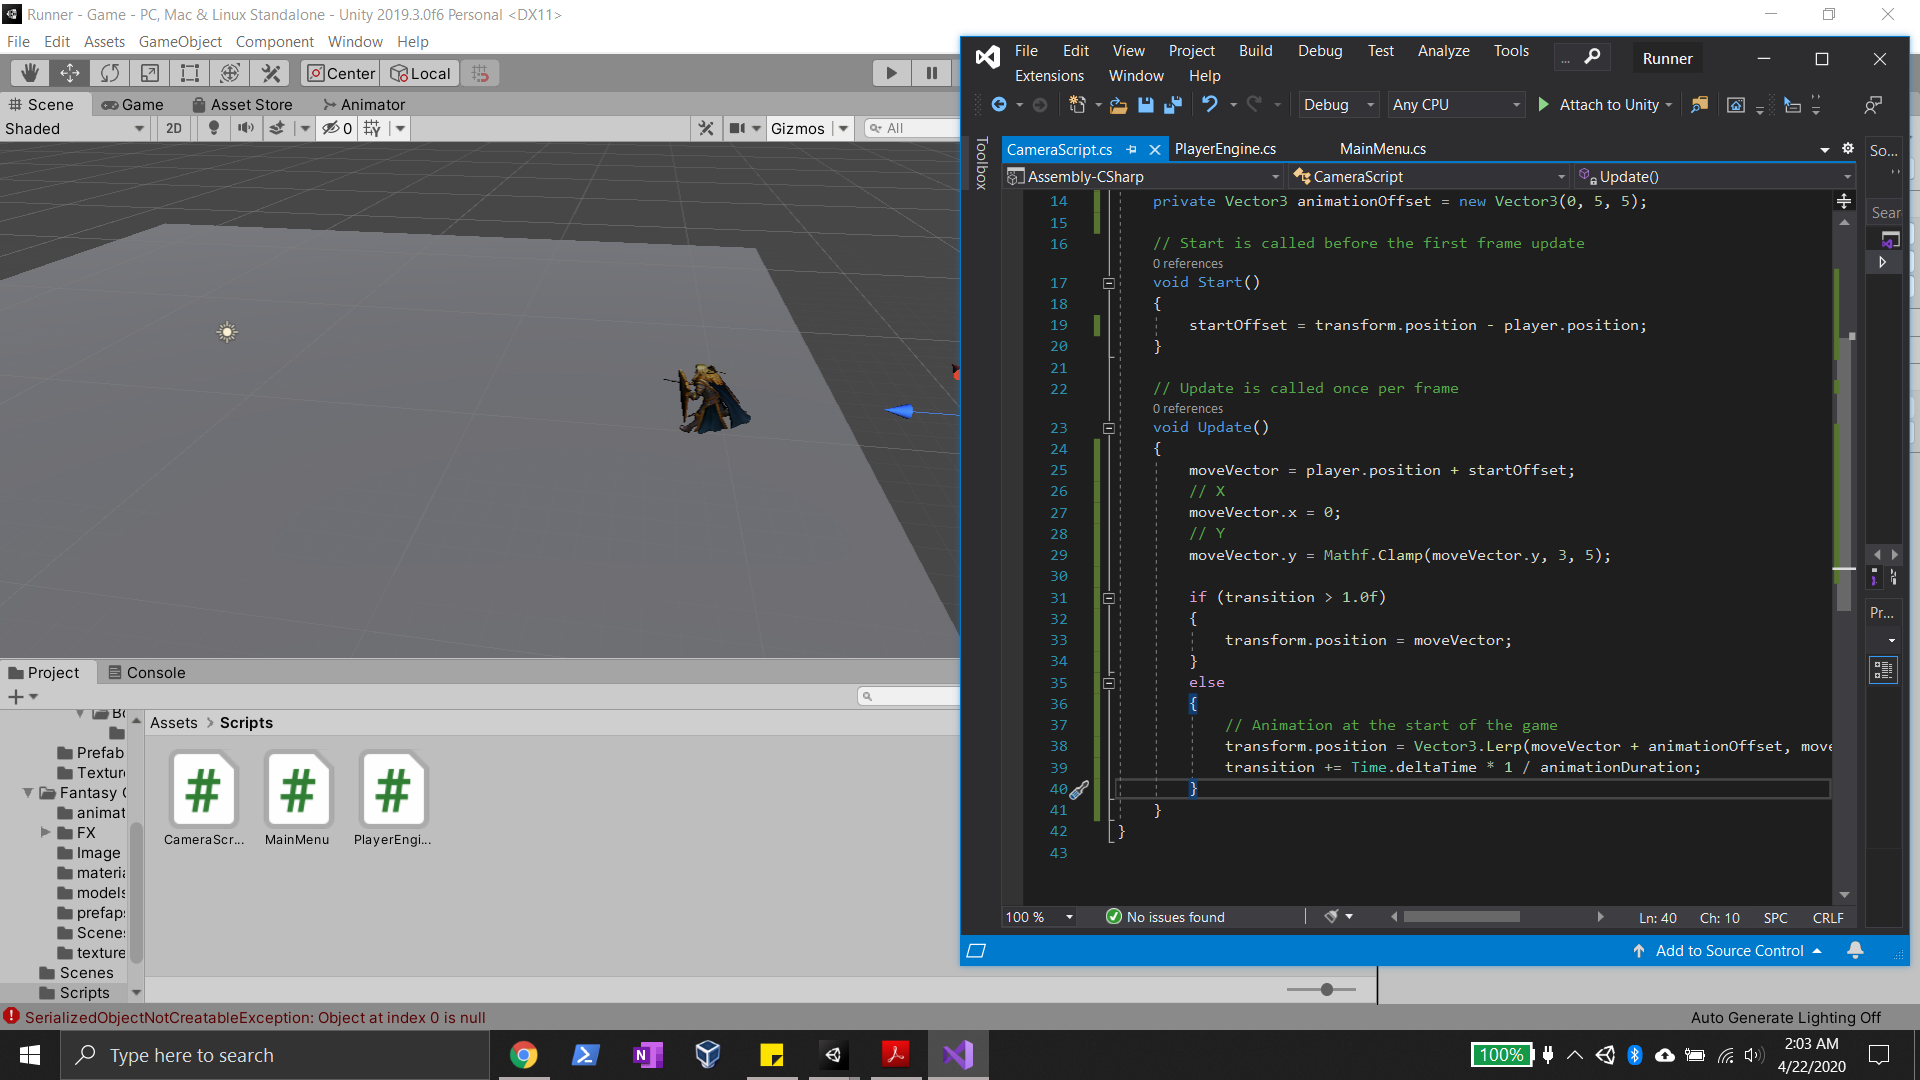 Runner - Game - PC, Mac & Linux Standalone - Unity 2019.3.0f6 Personal <DX11>
File Edit Assets GameObject Component Window Help
Center Local
Scene Game Asset Store Animator
Shaded 2D 0 Gizmos All
Project Console
Assets > Scripts
Prefab
Texture
Fantasy
animat
FX
Image
materia
models
prefaps
Scenes
texture
Scenes
Scripts
CameraScr...
MainMenu
PlayerEngi...
SerializedObjectNotCreatableException: Object at index 0 is null
Auto Generate Lighting Off
File Edit View Project Build Debug Test Analyze Tools
Extensions Window Help
... Runner
Debug Any CPU Attach to Unity
Toolbox
CameraScript.cs PlayerEngine.cs MainMenu.cs
Assembly-CSharp CameraScript Update()
14 private Vector3 animationOffset = new Vector3(0, 5, 5);
15
16 // Start is called before the first frame update
0 references
17 void Start()
18 {
19 startOffset = transform.position - player.position;
20 }
21
22 // Update is called once per frame
0 references
23 void Update()
24 {
25 moveVector = player.position + startOffset;
26 // X
27 moveVector.x = 0;
28 // Y
29 moveVector.y = Mathf.Clamp(moveVector.y, 3, 5);
30
31 if (transition > 1.0f)
32 {
33 transform.position = moveVector;
34 }
35 else
36 {
37 // Animation at the start of the game
38 transform.position = Vector3.Lerp(moveVector + animationOffset, move
39 transition += Time.deltaTime * 1 / animationDuration;
40 }
41 }
42 }
43
100 % No issues found Ln: 40 Ch: 10 SPC CRLF
Add to Source Control
So...
Sear
Pr...
Type here to search
100%
2:03 AM
4/22/2020